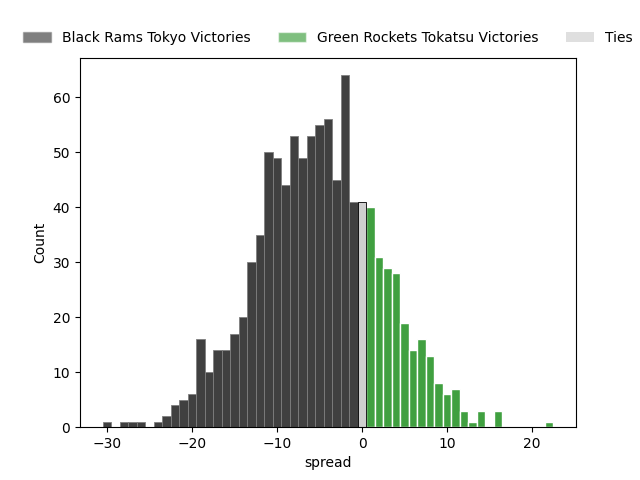 Black Rams Tokyo Victories Green Rockets Tokatsu Victories Ties
60
50
40
30
20
10
0
Count
−30 −20 −10 0 10 20
spread